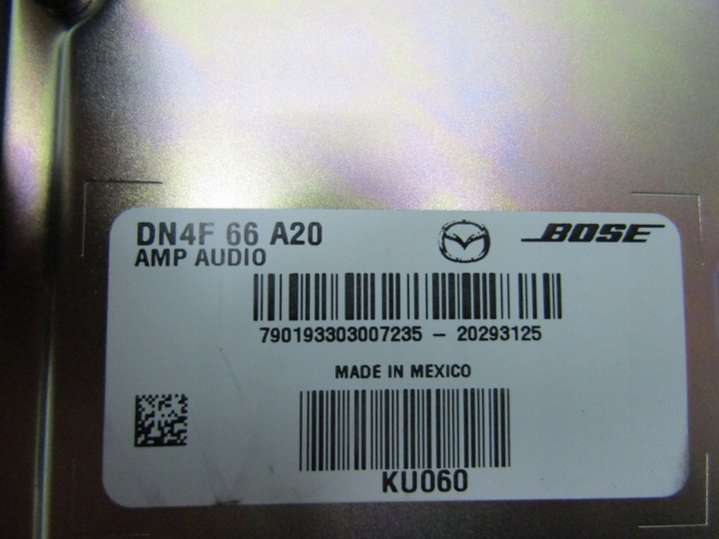 DN4F 66 A20 BOSE
AMP AUDIO
790193303007235 - 20293125
MADE IN MEXICO
KU060